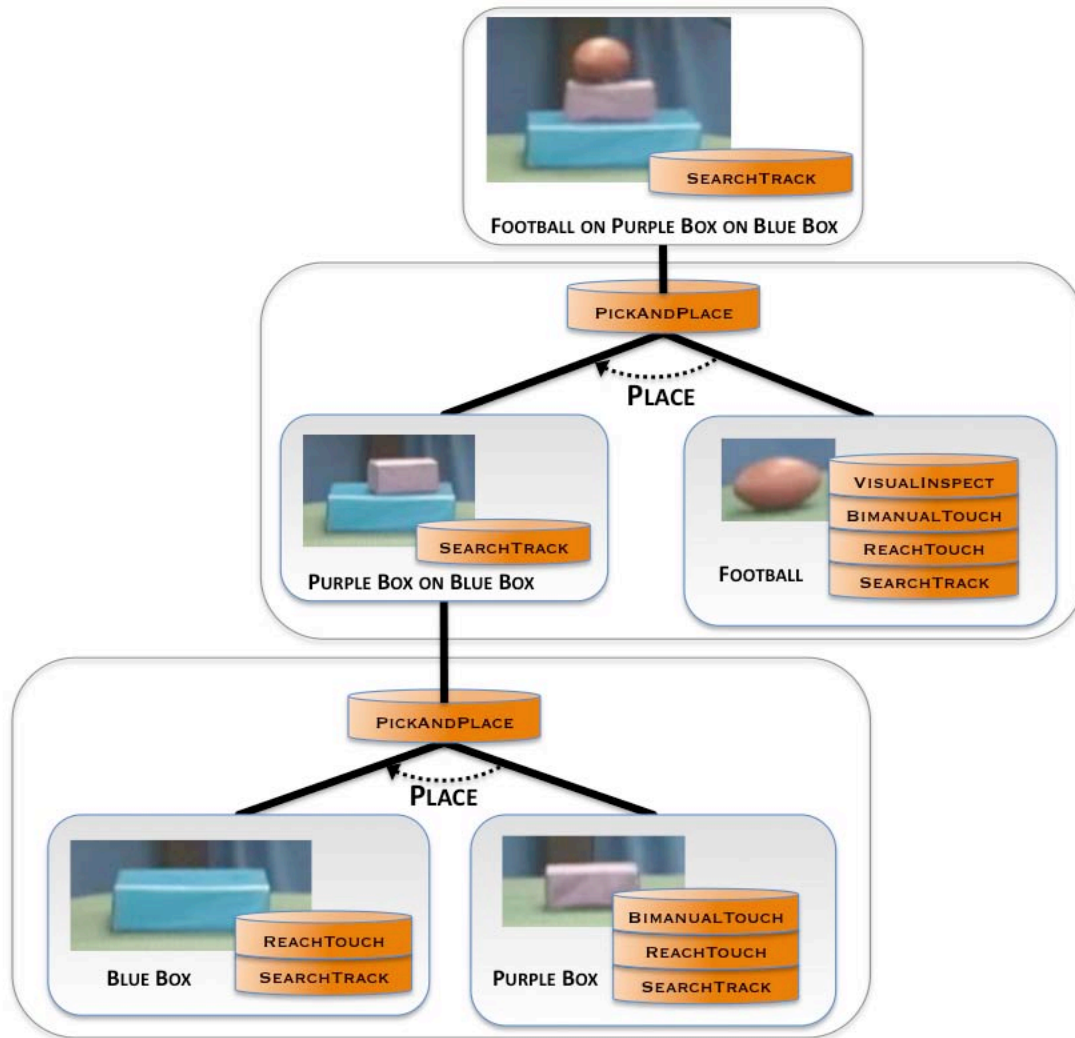 SEARCHTRACK
FOOTBALL ON PURPLE BOX ON BLUE BOX
PICKANDPLACE
PLACE
SEARCHTRACK
PURPLE BOX ON BLUE BOX
VISUALINSPECT
BIMANUALTOUCH
REACHTOUCH
SEARCHTRACK
FOOTBALL
PICKANDPLACE
PLACE
REACHTOUCH
SEARCHTRACK
BLUE BOX
BIMANUALTOUCH
REACHTOUCH
SEARCHTRACK
PURPLE BOX